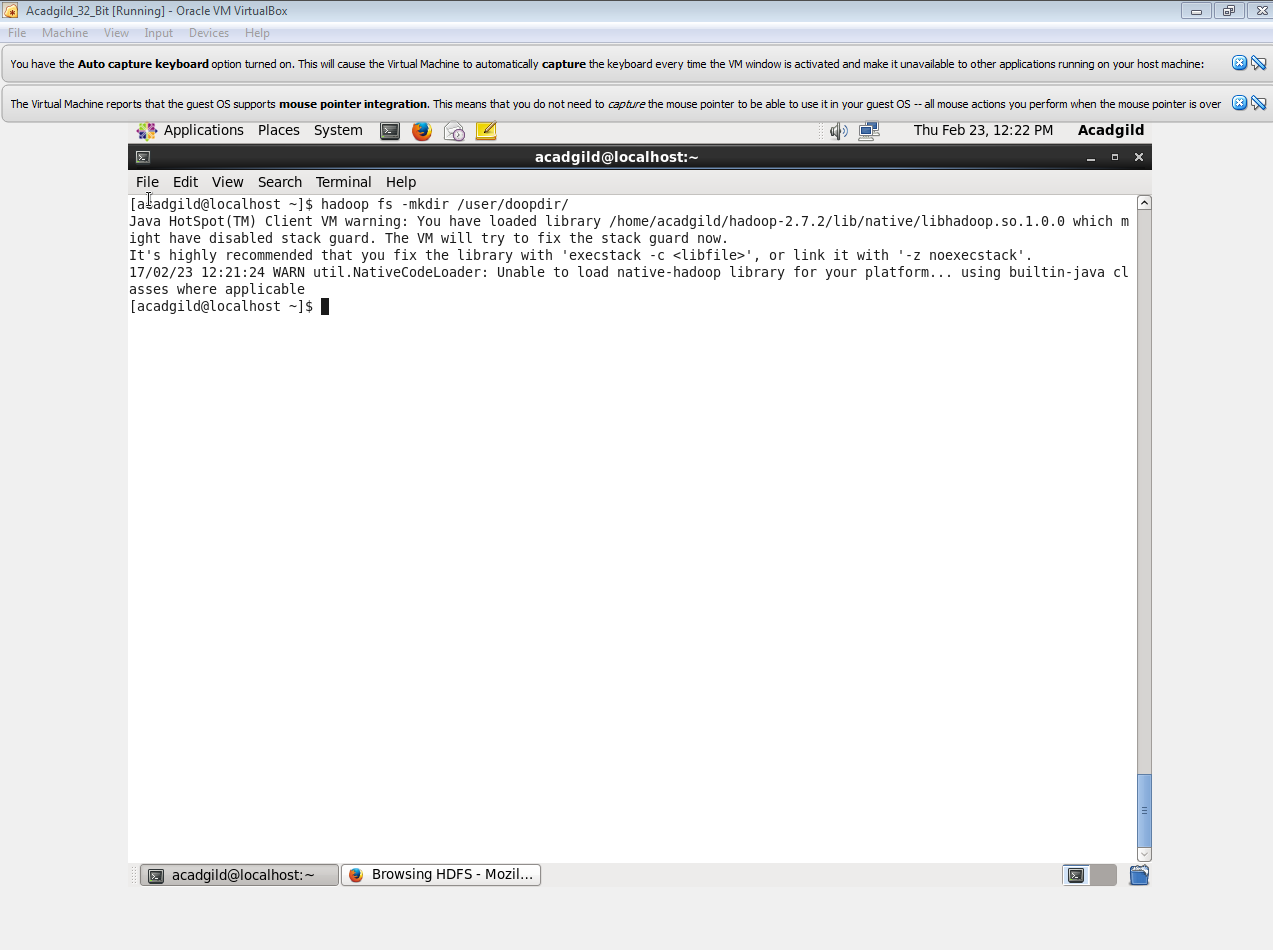 Acadgild_32_Bit [Running] - Oracle VM VirtualBox
File Machine View Input Devices Help
You have the Auto capture keyboard option turned on. This will cause the Virtual Machine to automatically capture the keyboard every time the VM window is activated and make it unavailable to other applications running on your host machine:
The Virtual Machine reports that the guest OS supports mouse pointer integration. This means that you do not need to capture the mouse pointer to be able to use it in your guest OS -- all mouse actions you perform when the mouse pointer is over
Applications Places System Thu Feb 23, 12:22 PM Acadgild
acadgild@localhost:~
File Edit View Search Terminal Help
[acadgild@localhost ~]$ hadoop fs -mkdir /user/doopdir/
Java HotSpot(TM) Client VM warning: You have loaded library /home/acadgild/hadoop-2.7.2/lib/native/libhadoop.so.1.0.0 which m
ight have disabled stack guard. The VM will try to fix the stack guard now.
It's highly recommended that you fix the library with 'execstack -c <libfile>', or link it with '-z noexecstack'.
17/02/23 12:21:24 WARN util.NativeCodeLoader: Unable to load native-hadoop library for your platform... using builtin-java cl
asses where applicable
[acadgild@localhost ~]$
acadgild@localhost:~ Browsing HDFS - Mozil...